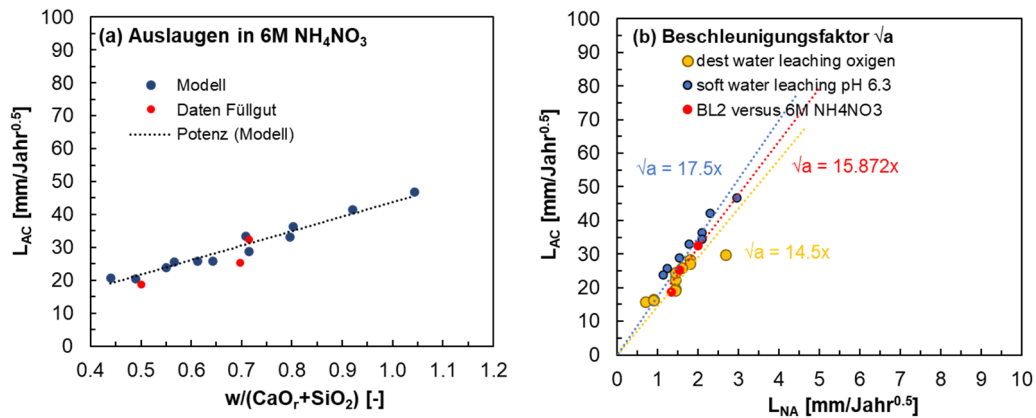 (a) Auslaugen in 6M NH₄NO₃
Modell
Daten Füllgut
Potenz (Modell)
L_AC [mm/Jahr^0.5]
100
90
80
70
60
50
40
30
20
10
0
0.4 0.5 0.6 0.7 0.8 0.9 1.0 1.1 1.2
w/(CaO_r+SiO₂) [-]
(b) Beschleunigungsfaktor √a
dest water leaching oxigen
soft water leaching pH 6.3
BL2 versus 6M NH4NO3
√a = 17.5x
√a = 15.872x
√a = 14.5x
L_AC [mm/Jahr^0.5]
100
90
80
70
60
50
40
30
20
10
0
0 1 2 3 4 5 6 7 8 9 10
L_NA [mm/Jahr^0.5]